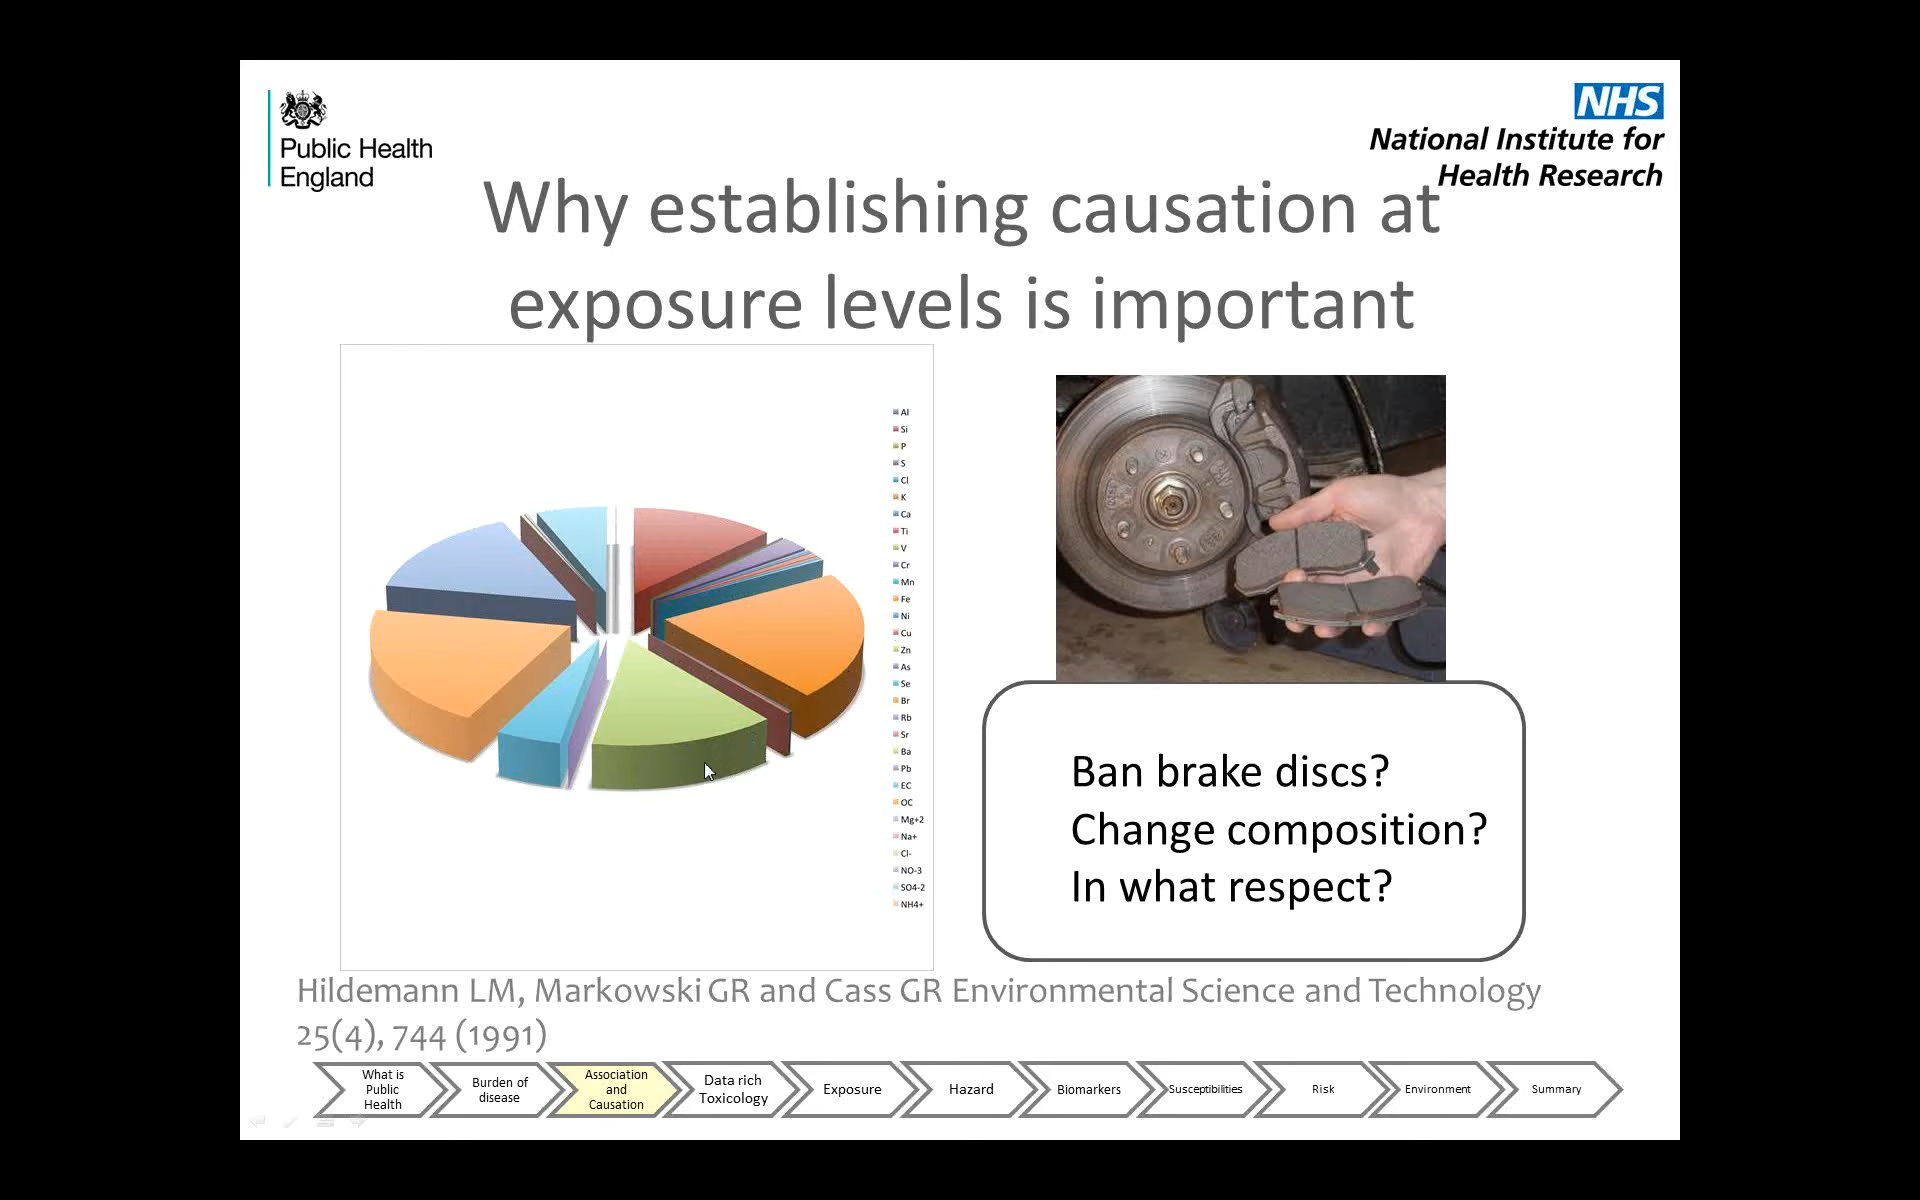 Public Health
England
NHS
National Institute for
Health Research
Why establishing causation at
exposure levels is important
Al
Si
P
S
Cl
K
Ca
Ti
V
Cr
Mn
Fe
Ni
Cu
Zn
As
Se
Br
Rb
Sr
Ba
Pb
EC
OC
Mg+2
Na+
Cl-
NO-3
SO4-2
NH4+
Ban brake discs?
Change composition?
In what respect?
Hildemann LM, Markowski GR and Cass GR Environmental Science and Technology
25(4), 744 (1991)
What is
Public
Health
Burden of
disease
Association
and
Causation
Data rich
Toxicology
Exposure
Hazard
Biomarkers
Susceptibilities
Risk
Environment
Summary